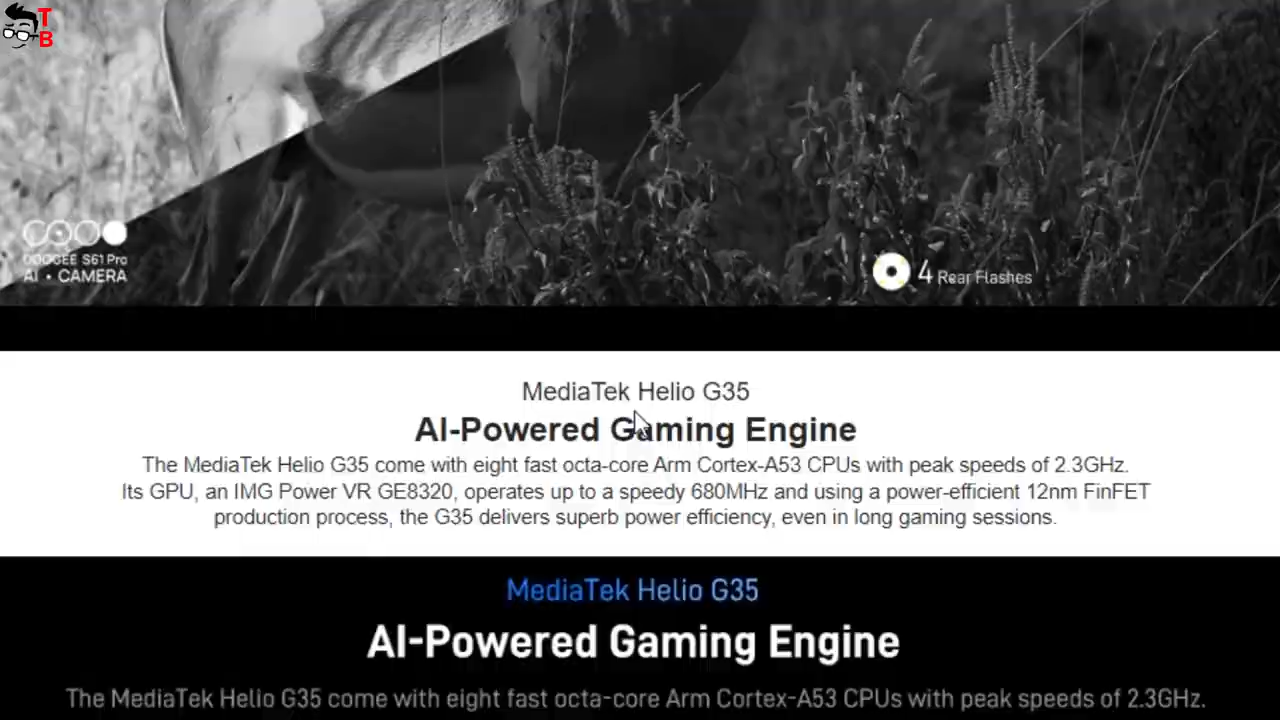 TB
DOOGEE S61 Pro
AI • CAMERA
4 Rear Flashes
MediaTek Helio G35
AI-Powered Gaming Engine
The MediaTek Helio G35 come with eight fast octa-core Arm Cortex-A53 CPUs with peak speeds of 2.3GHz.
Its GPU, an IMG Power VR GE8320, operates up to a speedy 680MHz and using a power-efficient 12nm FinFET
production process, the G35 delivers superb power efficiency, even in long gaming sessions.
MediaTek Helio G35
AI-Powered Gaming Engine
The MediaTek Helio G35 come with eight fast octa-core Arm Cortex-A53 CPUs with peak speeds of 2.3GHz.